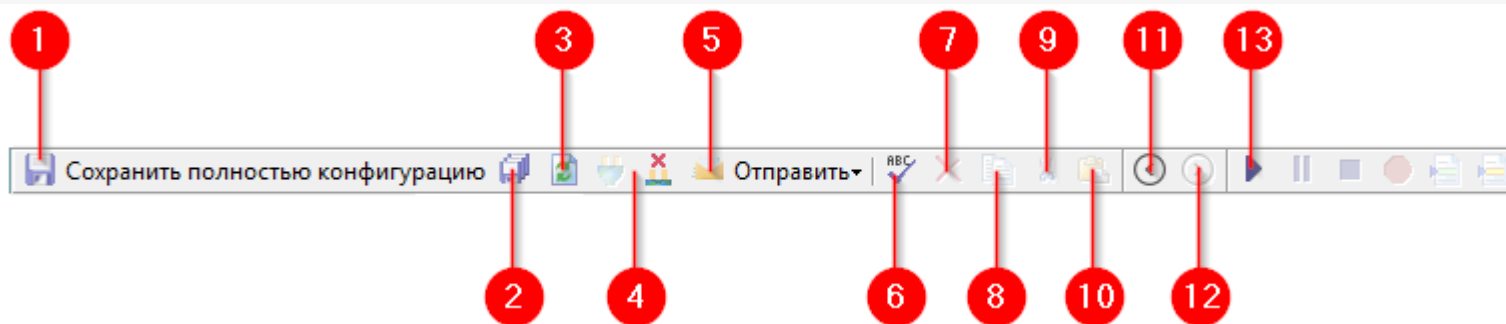 1 3 5 7 9 11 13
Сохранить полностью конфигурацию Отправить ABC
2 4 6 8 10 12